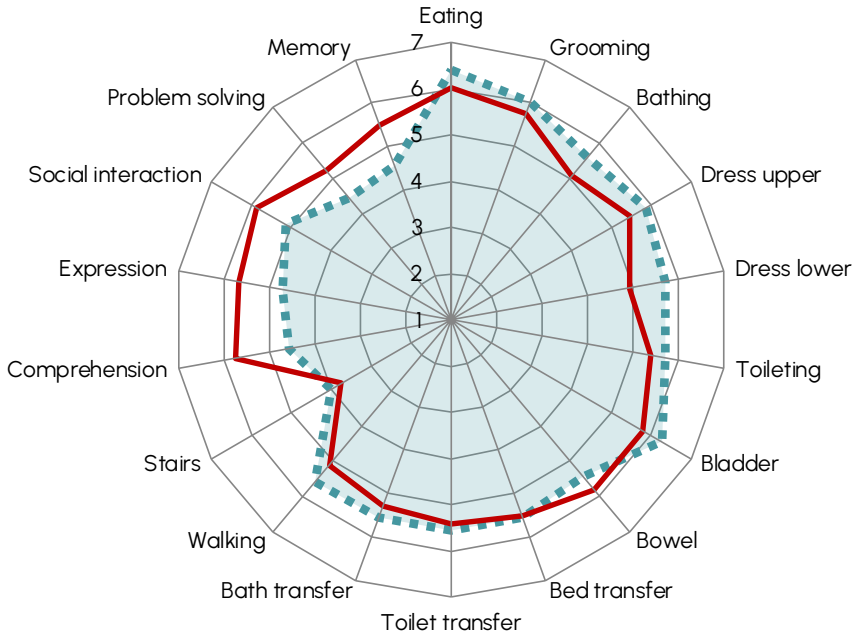 Eating
7
Memory
Grooming
6
Problem solving
Bathing
5
Social interaction
4
Dress upper
3
Expression
2
Dress lower
1
Comprehension
Toileting
Stairs
Bladder
Walking
Bowel
Bath transfer
Bed transfer
Toilet transfer